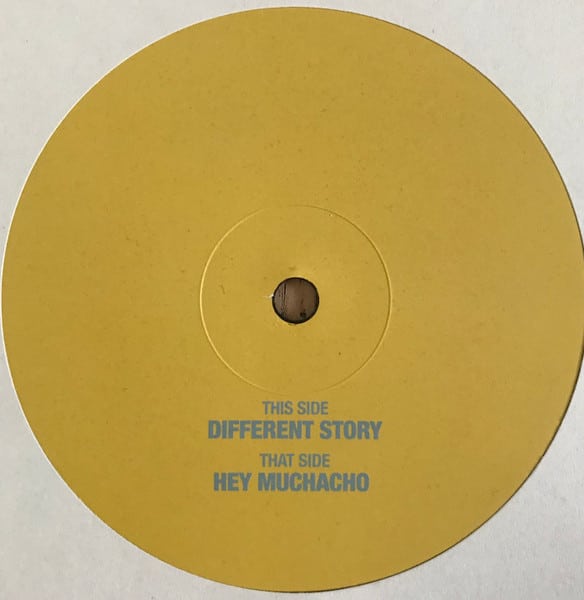 THIS SIDE
DIFFERENT STORY
THAT SIDE
HEY MUCHACHO